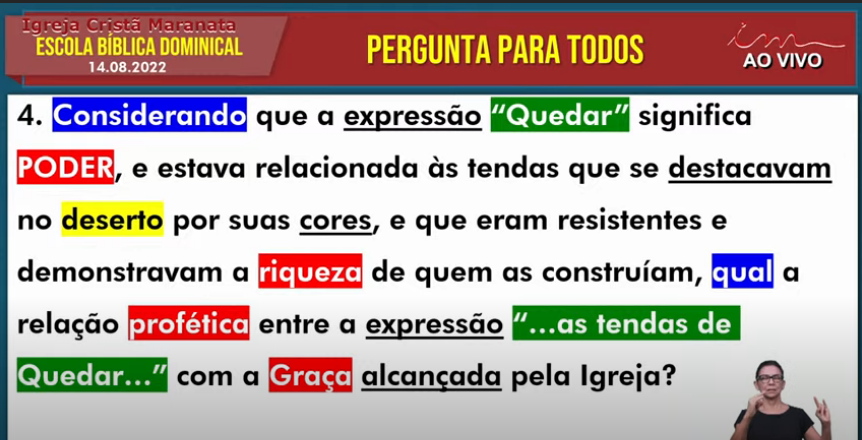 Igreja Cristã Maranata
ESCOLA BÍBLICA DOMINICAL
14.08.2022
PERGUNTA PARA TODOS
im
AO VIVO
4. Considerando que a expressão “Quedar” significa
PODER, e estava relacionada às tendas que se destacavam
no deserto por suas cores, e que eram resistentes e
demonstravam a riqueza de quem as construíam, qual a
relação profética entre a expressão “...as tendas de
Quedar...” com a Graça alcançada pela Igreja?